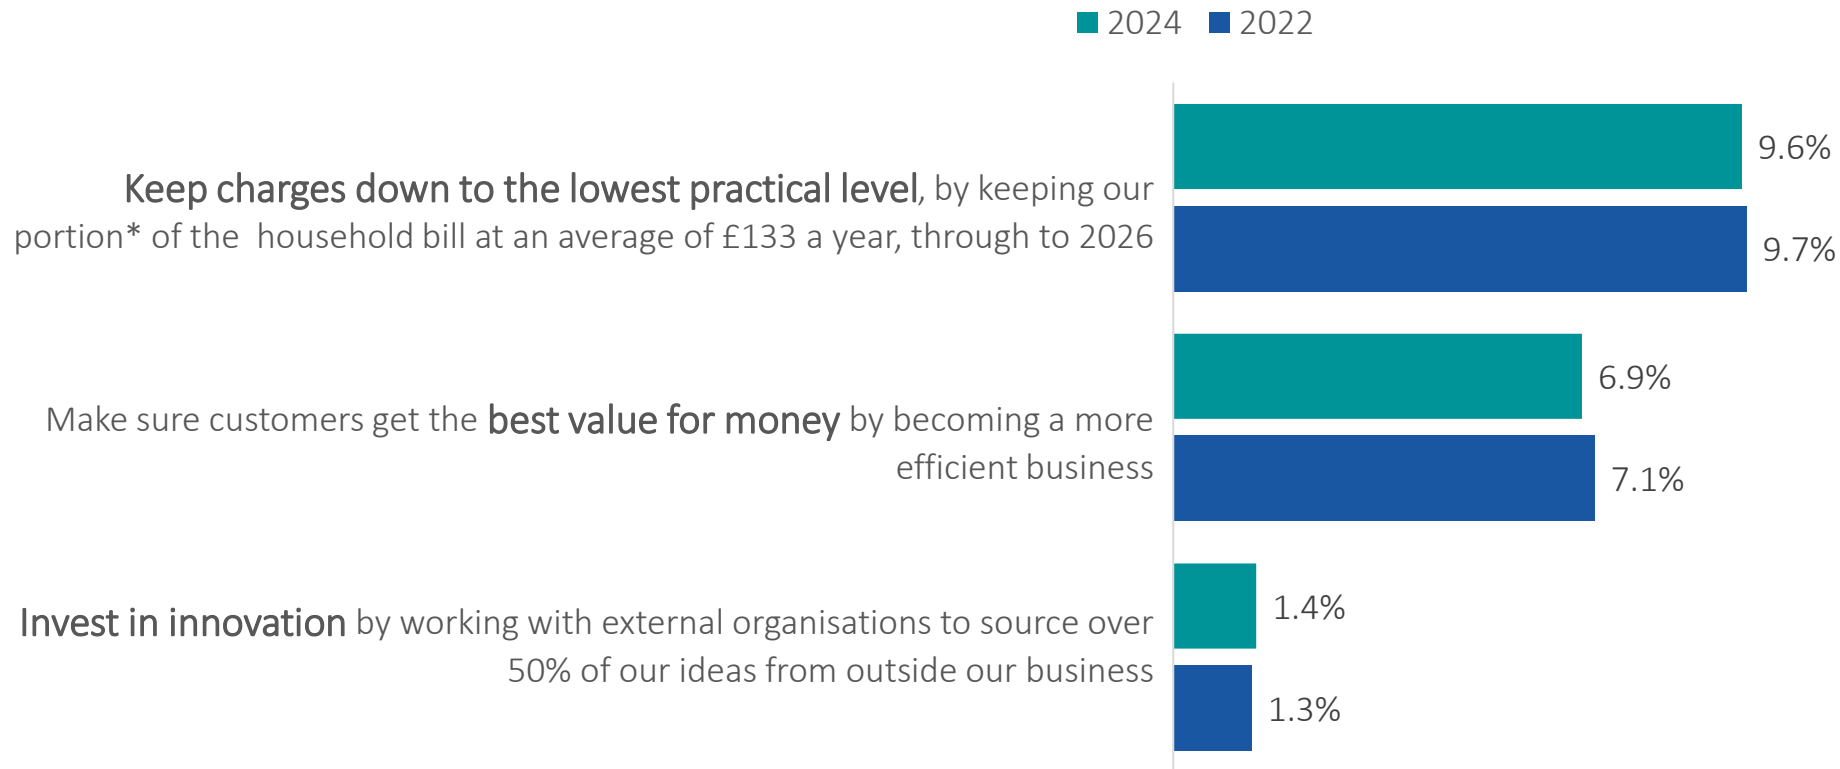 2024 2022
9.6%
Keep charges down to the lowest practical level, by keeping our
portion* of the  household bill at an average of £133 a year, through to 2026
9.7%
6.9%
Make sure customers get the best value for money by becoming a more
efficient business
7.1%
1.4%
Invest in innovation by working with external organisations to source over
50% of our ideas from outside our business
1.3%